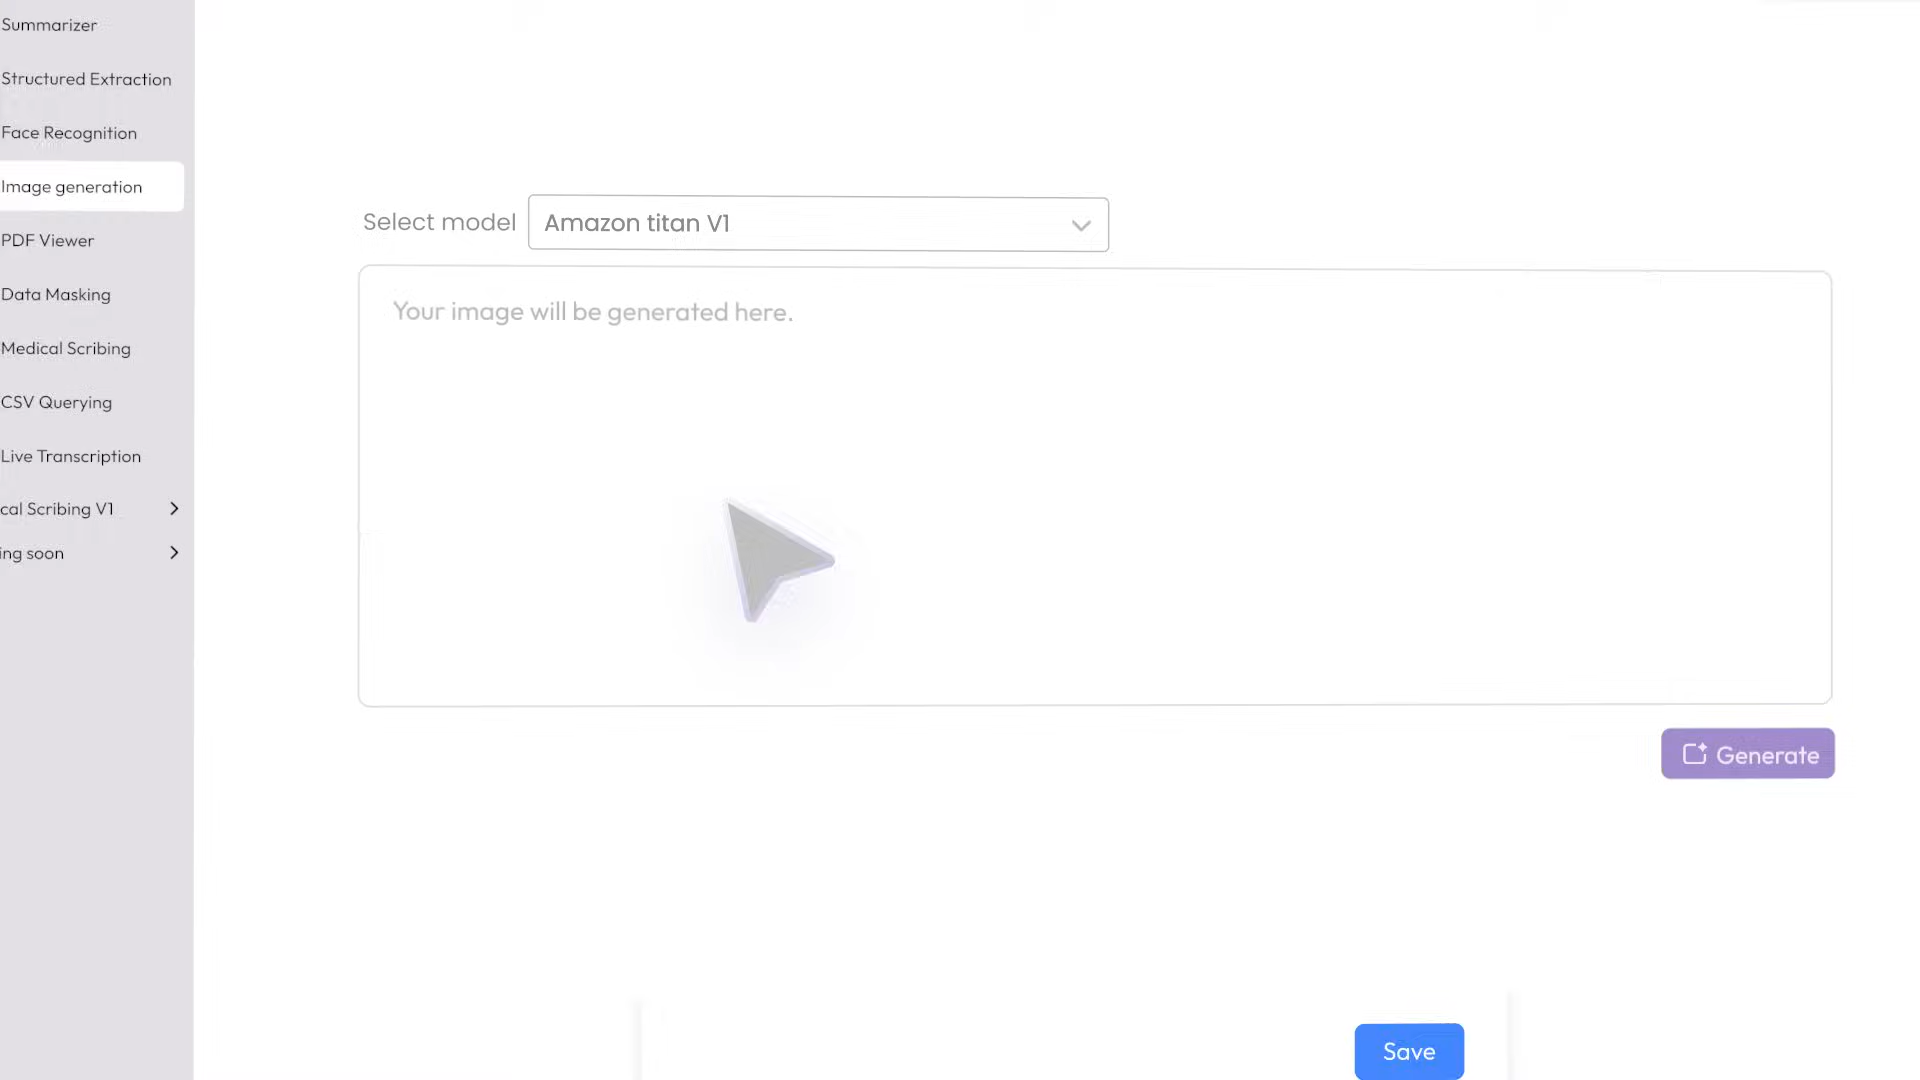 Summarizer
Structured Extraction
Face Recognition
Image generation
PDF Viewer
Data Masking
Medical Scribing
CSV Querying
Live Transcription
cal Scribing V1
ing soon
Select model
Amazon titan V1
Your image will be generated here.
Generate
Save